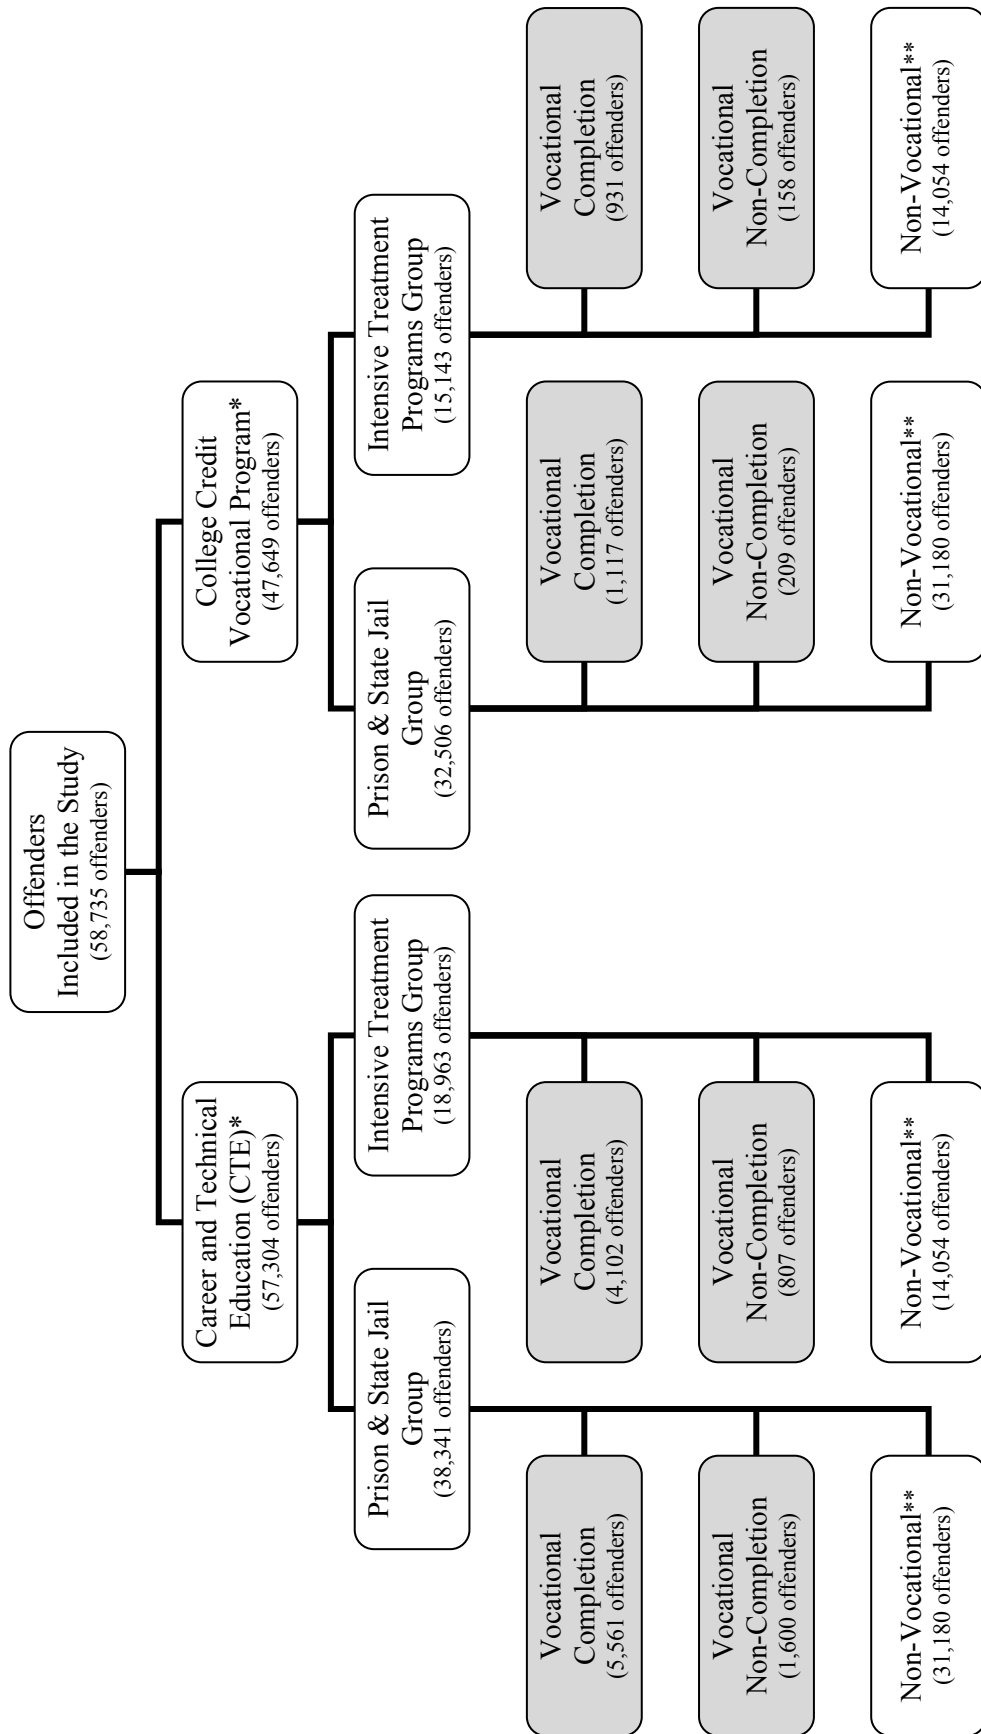 Offenders
Included in the Study
(58,735 offenders)
Career and Technical
Education (CTE)*
(57,304 offenders)
College Credit
Vocational Program*
(47,649 offenders)
Prison & State Jail
Group
(38,341 offenders)
Intensive Treatment
Programs Group
(18,963 offenders)
Prison & State Jail
Group
(32,506 offenders)
Intensive Treatment
Programs Group
(15,143 offenders)
Vocational
Completion
(5,561 offenders)
Vocational
Completion
(4,102 offenders)
Vocational
Completion
(1,117 offenders)
Vocational
Completion
(931 offenders)
Vocational
Non-Completion
(1,600 offenders)
Vocational
Non-Completion
(807 offenders)
Vocational
Non-Completion
(209 offenders)
Vocational
Non-Completion
(158 offenders)
Non-Vocational**
(31,180 offenders)
Non-Vocational**
(14,054 offenders)
Non-Vocational**
(31,180 offenders)
Non-Vocational**
(14,054 offenders)